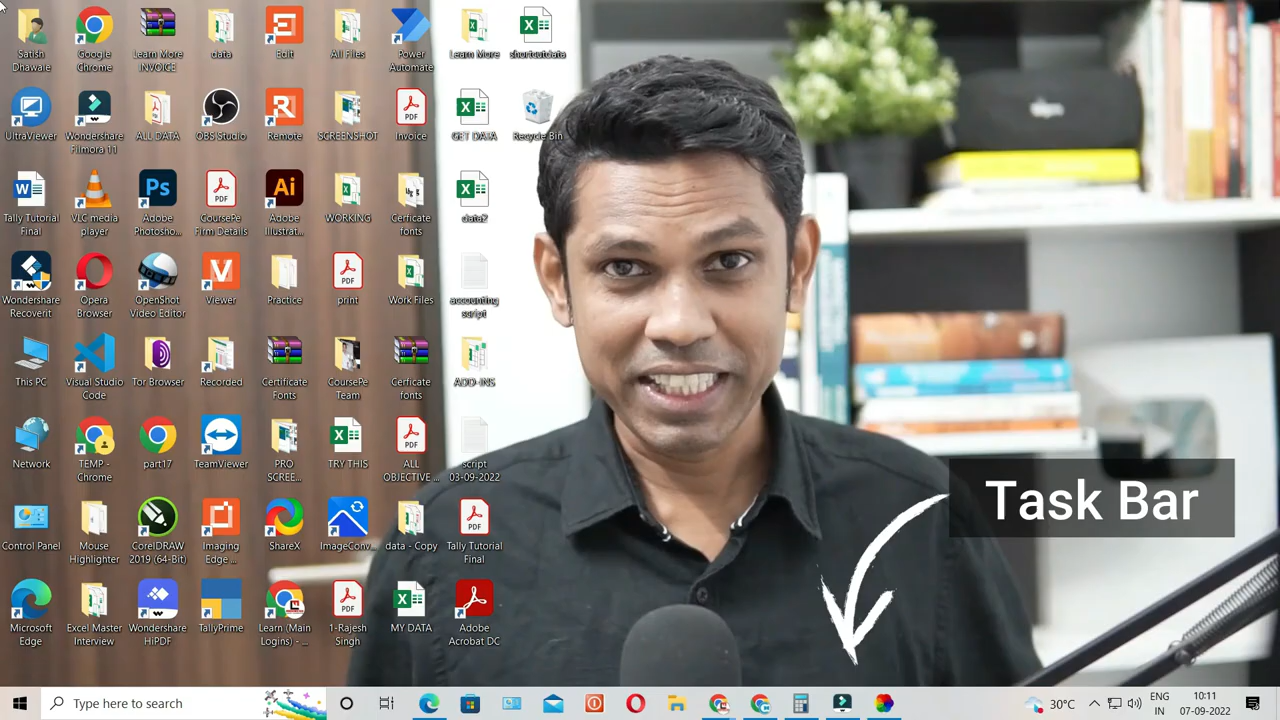 Satish
Dhawale
Google
Chrome
Learn More
INVOICE
data
Edit
All Files
Power
Automate
Learn More
shortcutdata
UltraViewer
Wondershare
Filmora 11
ALL DATA
OBS Studio
Remote
SCREENSHOT
Invoice
GET DATA
Recycle Bin
Tally Tutorial
Final
VLC media
player
Adobe
Photosho...
CoursePe
Firm Details
Adobe
Illustrat...
WORKING
Cerficate
fonts
data2
Wondershare
Recoverit
Opera
Browser
OpenShot
Video Editor
Viewer
Practice
print
Work Files
accounting
script
This PC
Visual Studio
Code
Tor Browser
Recorded
Certificate
Fonts
CoursePe
Team
Cerficate
fonts
ADD-INS
Network
TEMP -
Chrome
part17
TeamViewer
PRO
SCREE...
TRY THIS
ALL
OBJECTIVE ...
script
03-09-2022
Task Bar
Control Panel
Mouse
Highlighter
CorelDRAW
2019 (64-Bit)
Imaging
Edge ...
ShareX
ImageConv...
data - Copy
Tally Tutorial
Final
Microsoft
Edge
Excel Master
Interview
Wondershare
HiPDF
TallyPrime
Learn (Main
Logins) - ...
1-Rajesh
Singh
MY DATA
Adobe
Acrobat DC
Type here to search
30°C
ENG
IN
10:11
07-09-2022